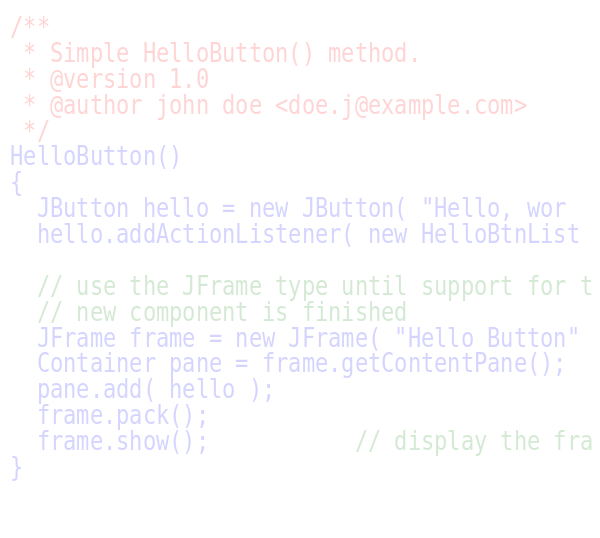 /**
 * Simple HelloButton() method.
 * @version 1.0
 * @author john doe <doe.j@example.com>
 */
HelloButton()
{
  JButton hello = new JButton( "Hello, wor
  hello.addActionListener( new HelloBtnList

  // use the JFrame type until support for t
  // new component is finished
  JFrame frame = new JFrame( "Hello Button"
  Container pane = frame.getContentPane();
  pane.add( hello );
  frame.pack();
  frame.show();           // display the fra
}